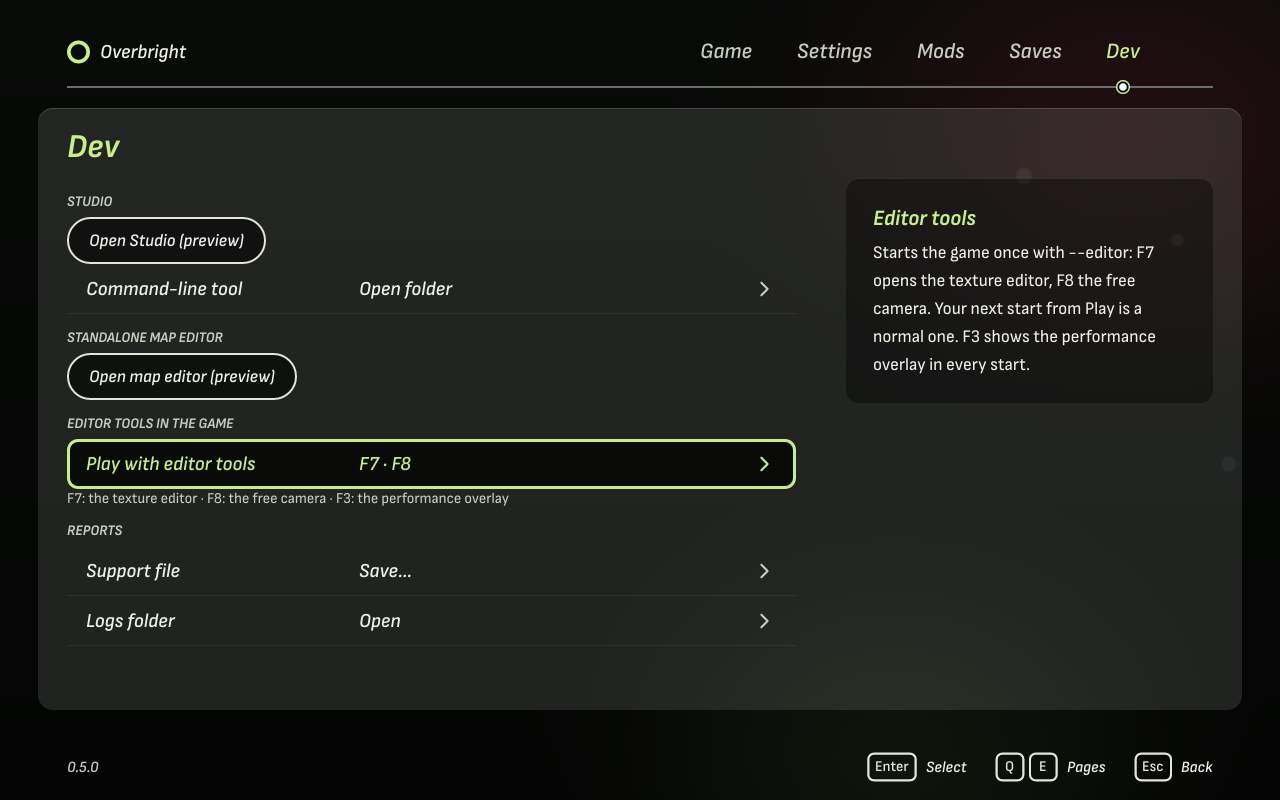 Overbright
Game
Settings
Mods
Saves
Dev
Dev
STUDIO
Open Studio (preview)
Command-line tool
Open folder
STANDALONE MAP EDITOR
Open map editor (preview)
EDITOR TOOLS IN THE GAME
Play with editor tools
F7 · F8
F7: the texture editor · F8: the free camera · F3: the performance overlay
REPORTS
Support file
Save...
Logs folder
Open
Editor tools
Starts the game once with --editor: F7
opens the texture editor, F8 the free
camera. Your next start from Play is a
normal one. F3 shows the performance
overlay in every start.
0.5.0
Enter
Select
Q
E
Pages
Esc
Back